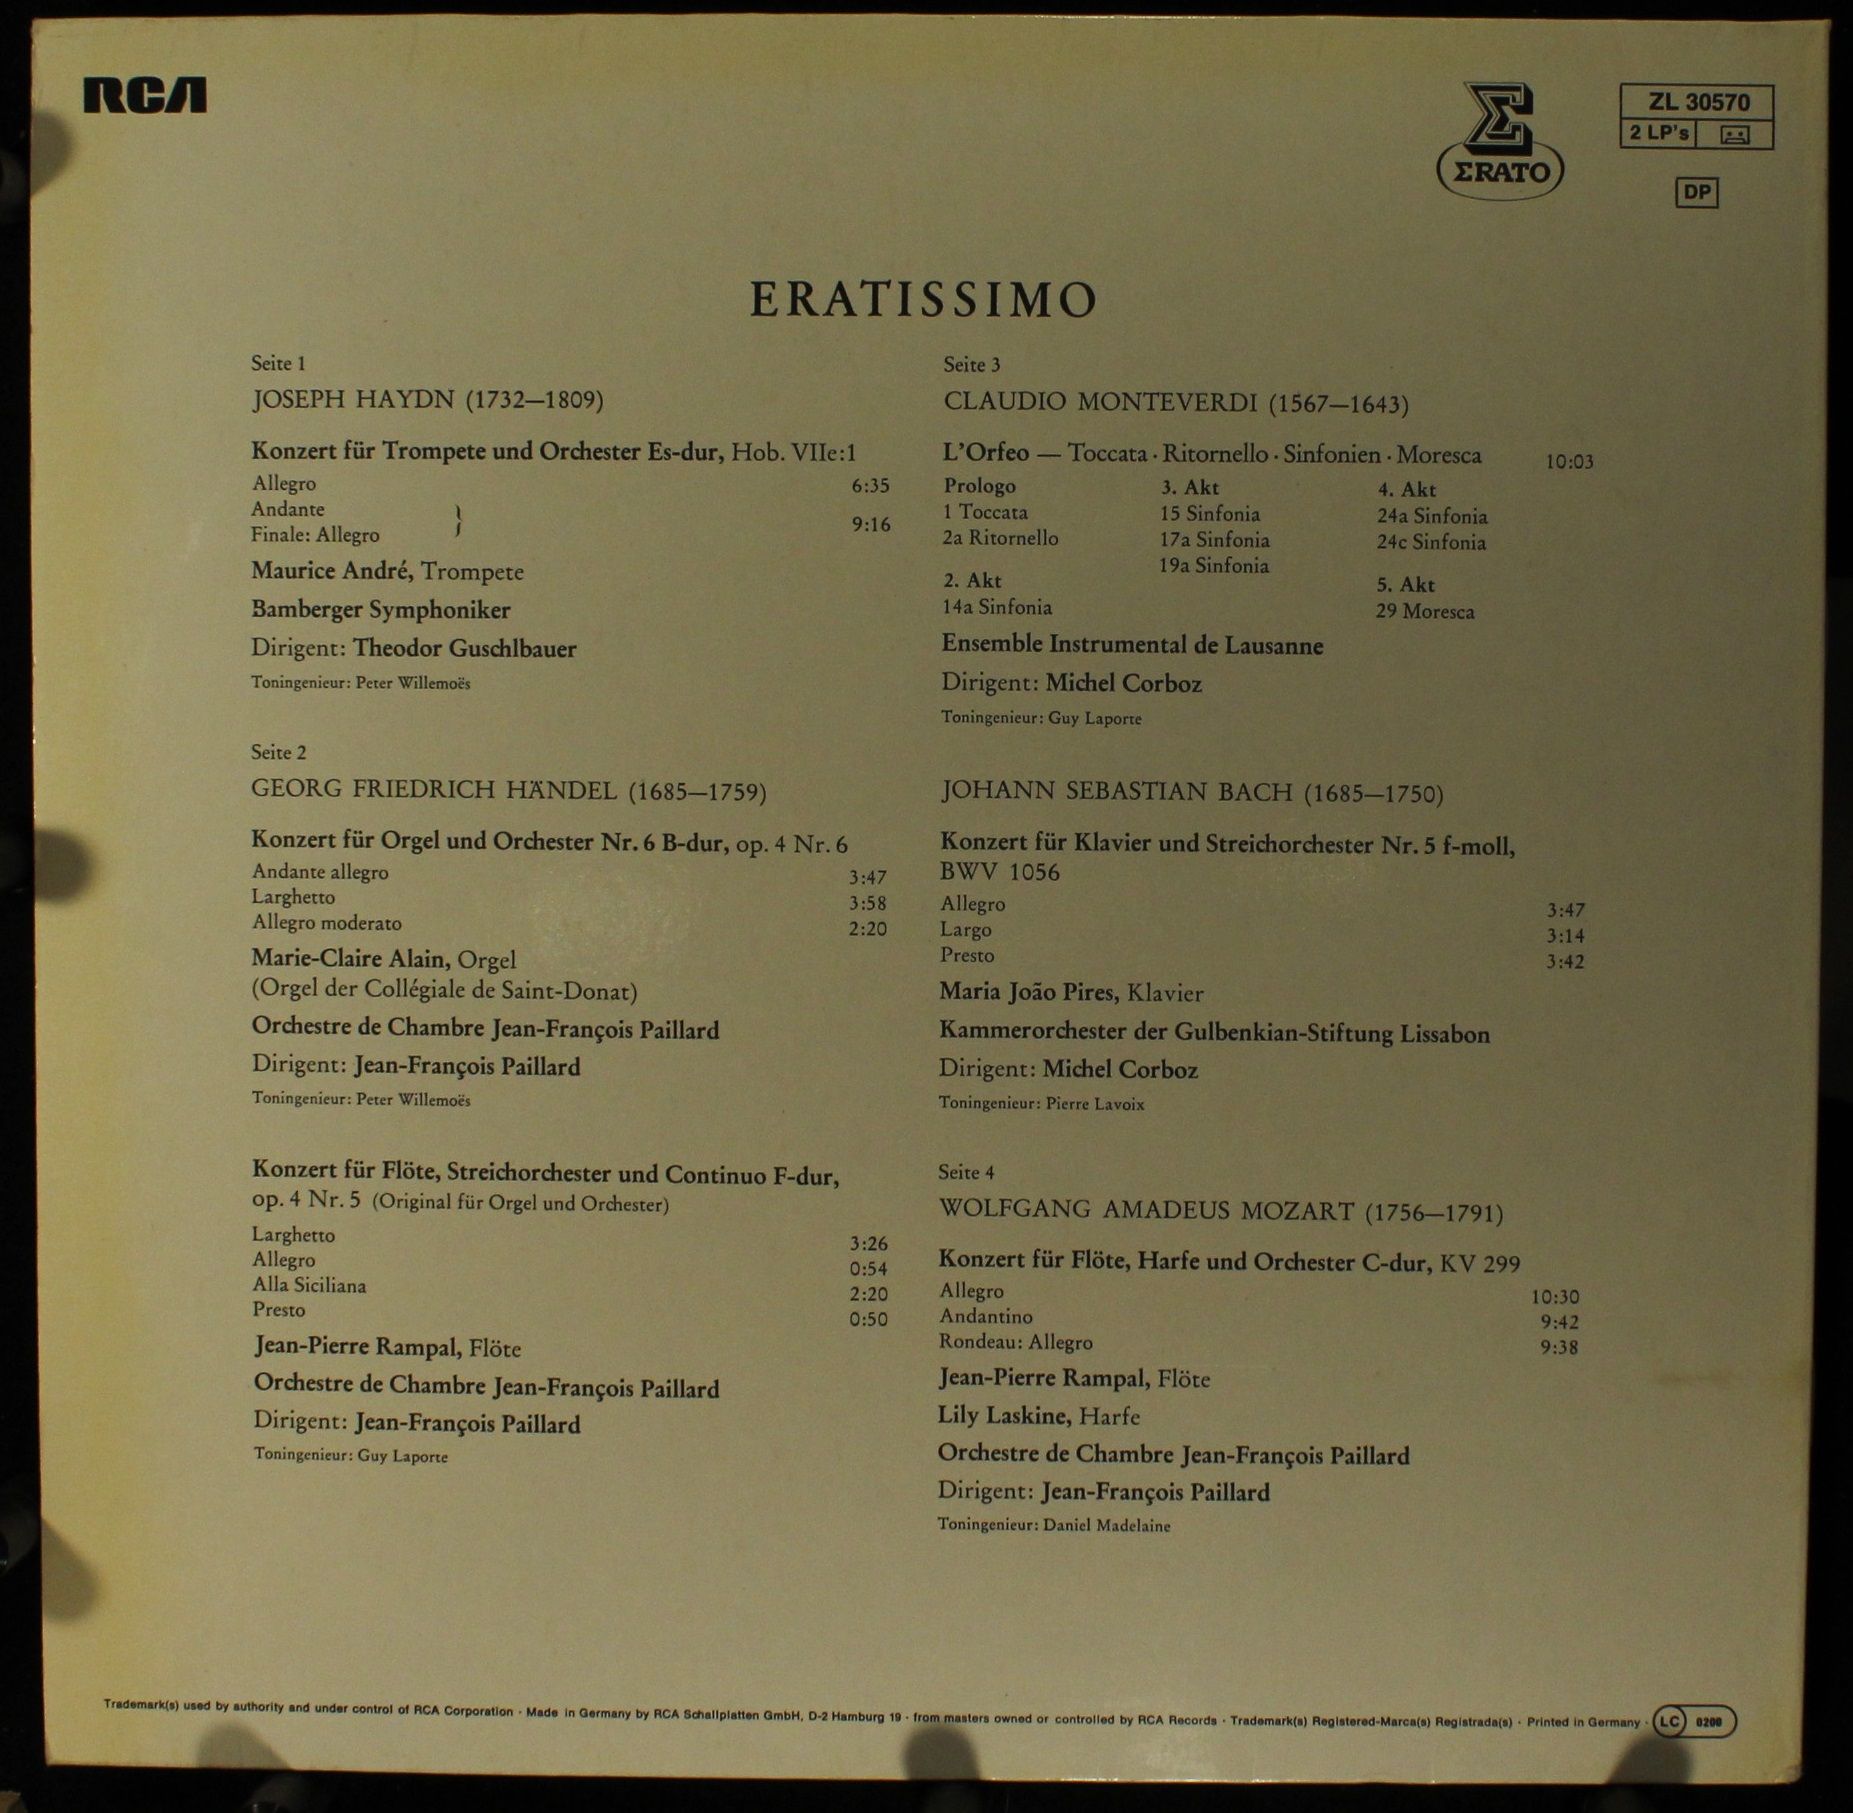 RCA
ΣRATO
ZL 30570
2 LP's
DP
ERATISSIMO
Seite 1
JOSEPH HAYDN (1732—1809)
Konzert für Trompete und Orchester Es-dur, Hob. VIIe:1
Allegro 6:35
Andante
Finale: Allegro 9:16
Maurice André, Trompete
Bamberger Symphoniker
Dirigent: Theodor Guschlbauer
Toningenieur: Peter Willemoës
Seite 2
GEORG FRIEDRICH HÄNDEL (1685—1759)
Konzert für Orgel und Orchester Nr. 6 B-dur, op. 4 Nr. 6
Andante allegro 3:47
Larghetto 3:58
Allegro moderato 2:20
Marie-Claire Alain, Orgel
(Orgel der Collégiale de Saint-Donat)
Orchestre de Chambre Jean-François Paillard
Dirigent: Jean-François Paillard
Toningenieur: Peter Willemoës
Konzert für Flöte, Streichorchester und Continuo F-dur,
op. 4 Nr. 5 (Original für Orgel und Orchester)
Larghetto 3:26
Allegro 0:54
Alla Siciliana 2:20
Presto 0:50
Jean-Pierre Rampal, Flöte
Orchestre de Chambre Jean-François Paillard
Dirigent: Jean-François Paillard
Toningenieur: Guy Laporte
Seite 3
CLAUDIO MONTEVERDI (1567—1643)
L'Orfeo — Toccata · Ritornello · Sinfonien · Moresca 10:03
Prologo
1 Toccata
2a Ritornello
2. Akt
14a Sinfonia
3. Akt
15 Sinfonia
17a Sinfonia
19a Sinfonia
4. Akt
24a Sinfonia
24c Sinfonia
5. Akt
29 Moresca
Ensemble Instrumental de Lausanne
Dirigent: Michel Corboz
Toningenieur: Guy Laporte
JOHANN SEBASTIAN BACH (1685—1750)
Konzert für Klavier und Streichorchester Nr. 5 f-moll,
BWV 1056
Allegro 3:47
Largo 3:14
Presto 3:42
Maria João Pires, Klavier
Kammerorchester der Gulbenkian-Stiftung Lissabon
Dirigent: Michel Corboz
Toningenieur: Pierre Lavoix
Seite 4
WOLFGANG AMADEUS MOZART (1756—1791)
Konzert für Flöte, Harfe und Orchester C-dur, KV 299
Allegro 10:30
Andantino 9:42
Rondeau: Allegro 9:38
Jean-Pierre Rampal, Flöte
Lily Laskine, Harfe
Orchestre de Chambre Jean-François Paillard
Dirigent: Jean-François Paillard
Toningenieur: Daniel Madelaine
Trademark(s) used by authority and under control of RCA Corporation · Made in Germany by RCA Schallplatten GmbH, D-2 Hamburg 19 · from masters owned or controlled by RCA Records · Trademark(s) Registered-Marca(s) Registrada(s) · Printed in Germany · LC 0200